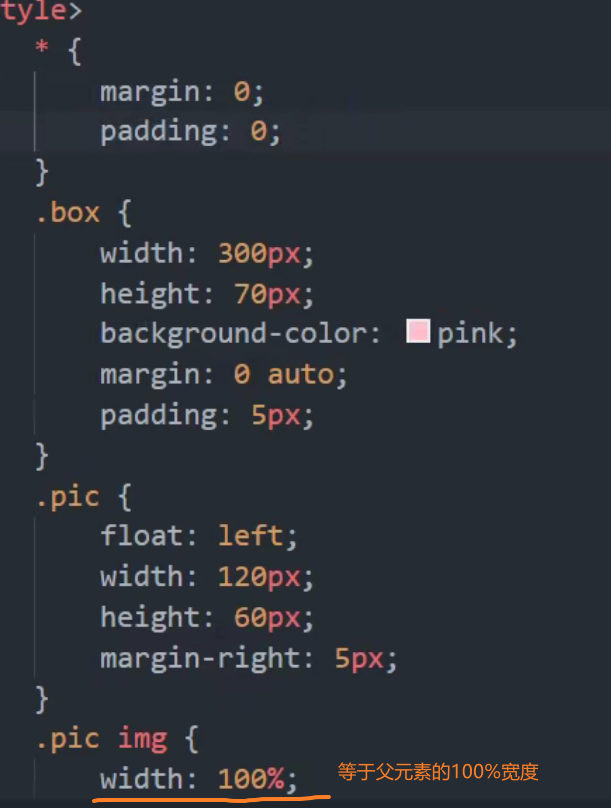 tyle>
* {
margin: 0;
padding: 0;
}
.box {
width: 300px;
height: 70px;
background-color: pink;
margin: 0 auto;
padding: 5px;
}
.pic {
float: left;
width: 120px;
height: 60px;
margin-right: 5px;
}
.pic img {
width: 100%; 等于父元素的100%宽度